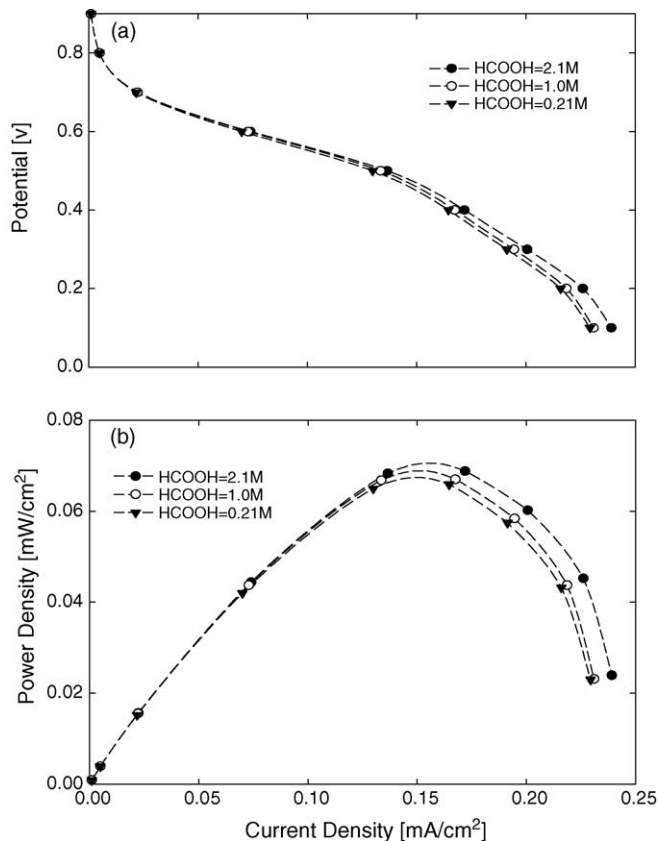 (a)
HCOOH=2.1M
HCOOH=1.0M
HCOOH=0.21M
Potential [v]
0.8
0.6
0.4
0.2
0.0
(b)
HCOOH=2.1M
HCOOH=1.0M
HCOOH=0.21M
Power Density [mW/cm²]
0.08
0.06
0.04
0.02
0.00
0.00 0.05 0.10 0.15 0.20 0.25
Current Density [mA/cm²]